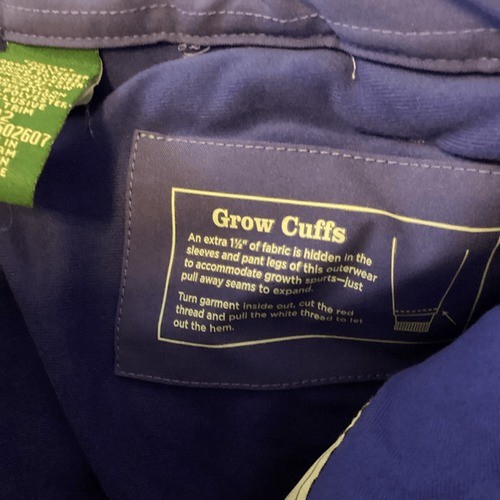 002607
Grow Cuffs
An extra 1½" of fabric is hidden in the
sleeves and pant legs of this outerwear
to accommodate growth spurts—just
pull away seams to expand.
Turn garment inside out, cut the red
thread and pull the white thread to let
out the hem.